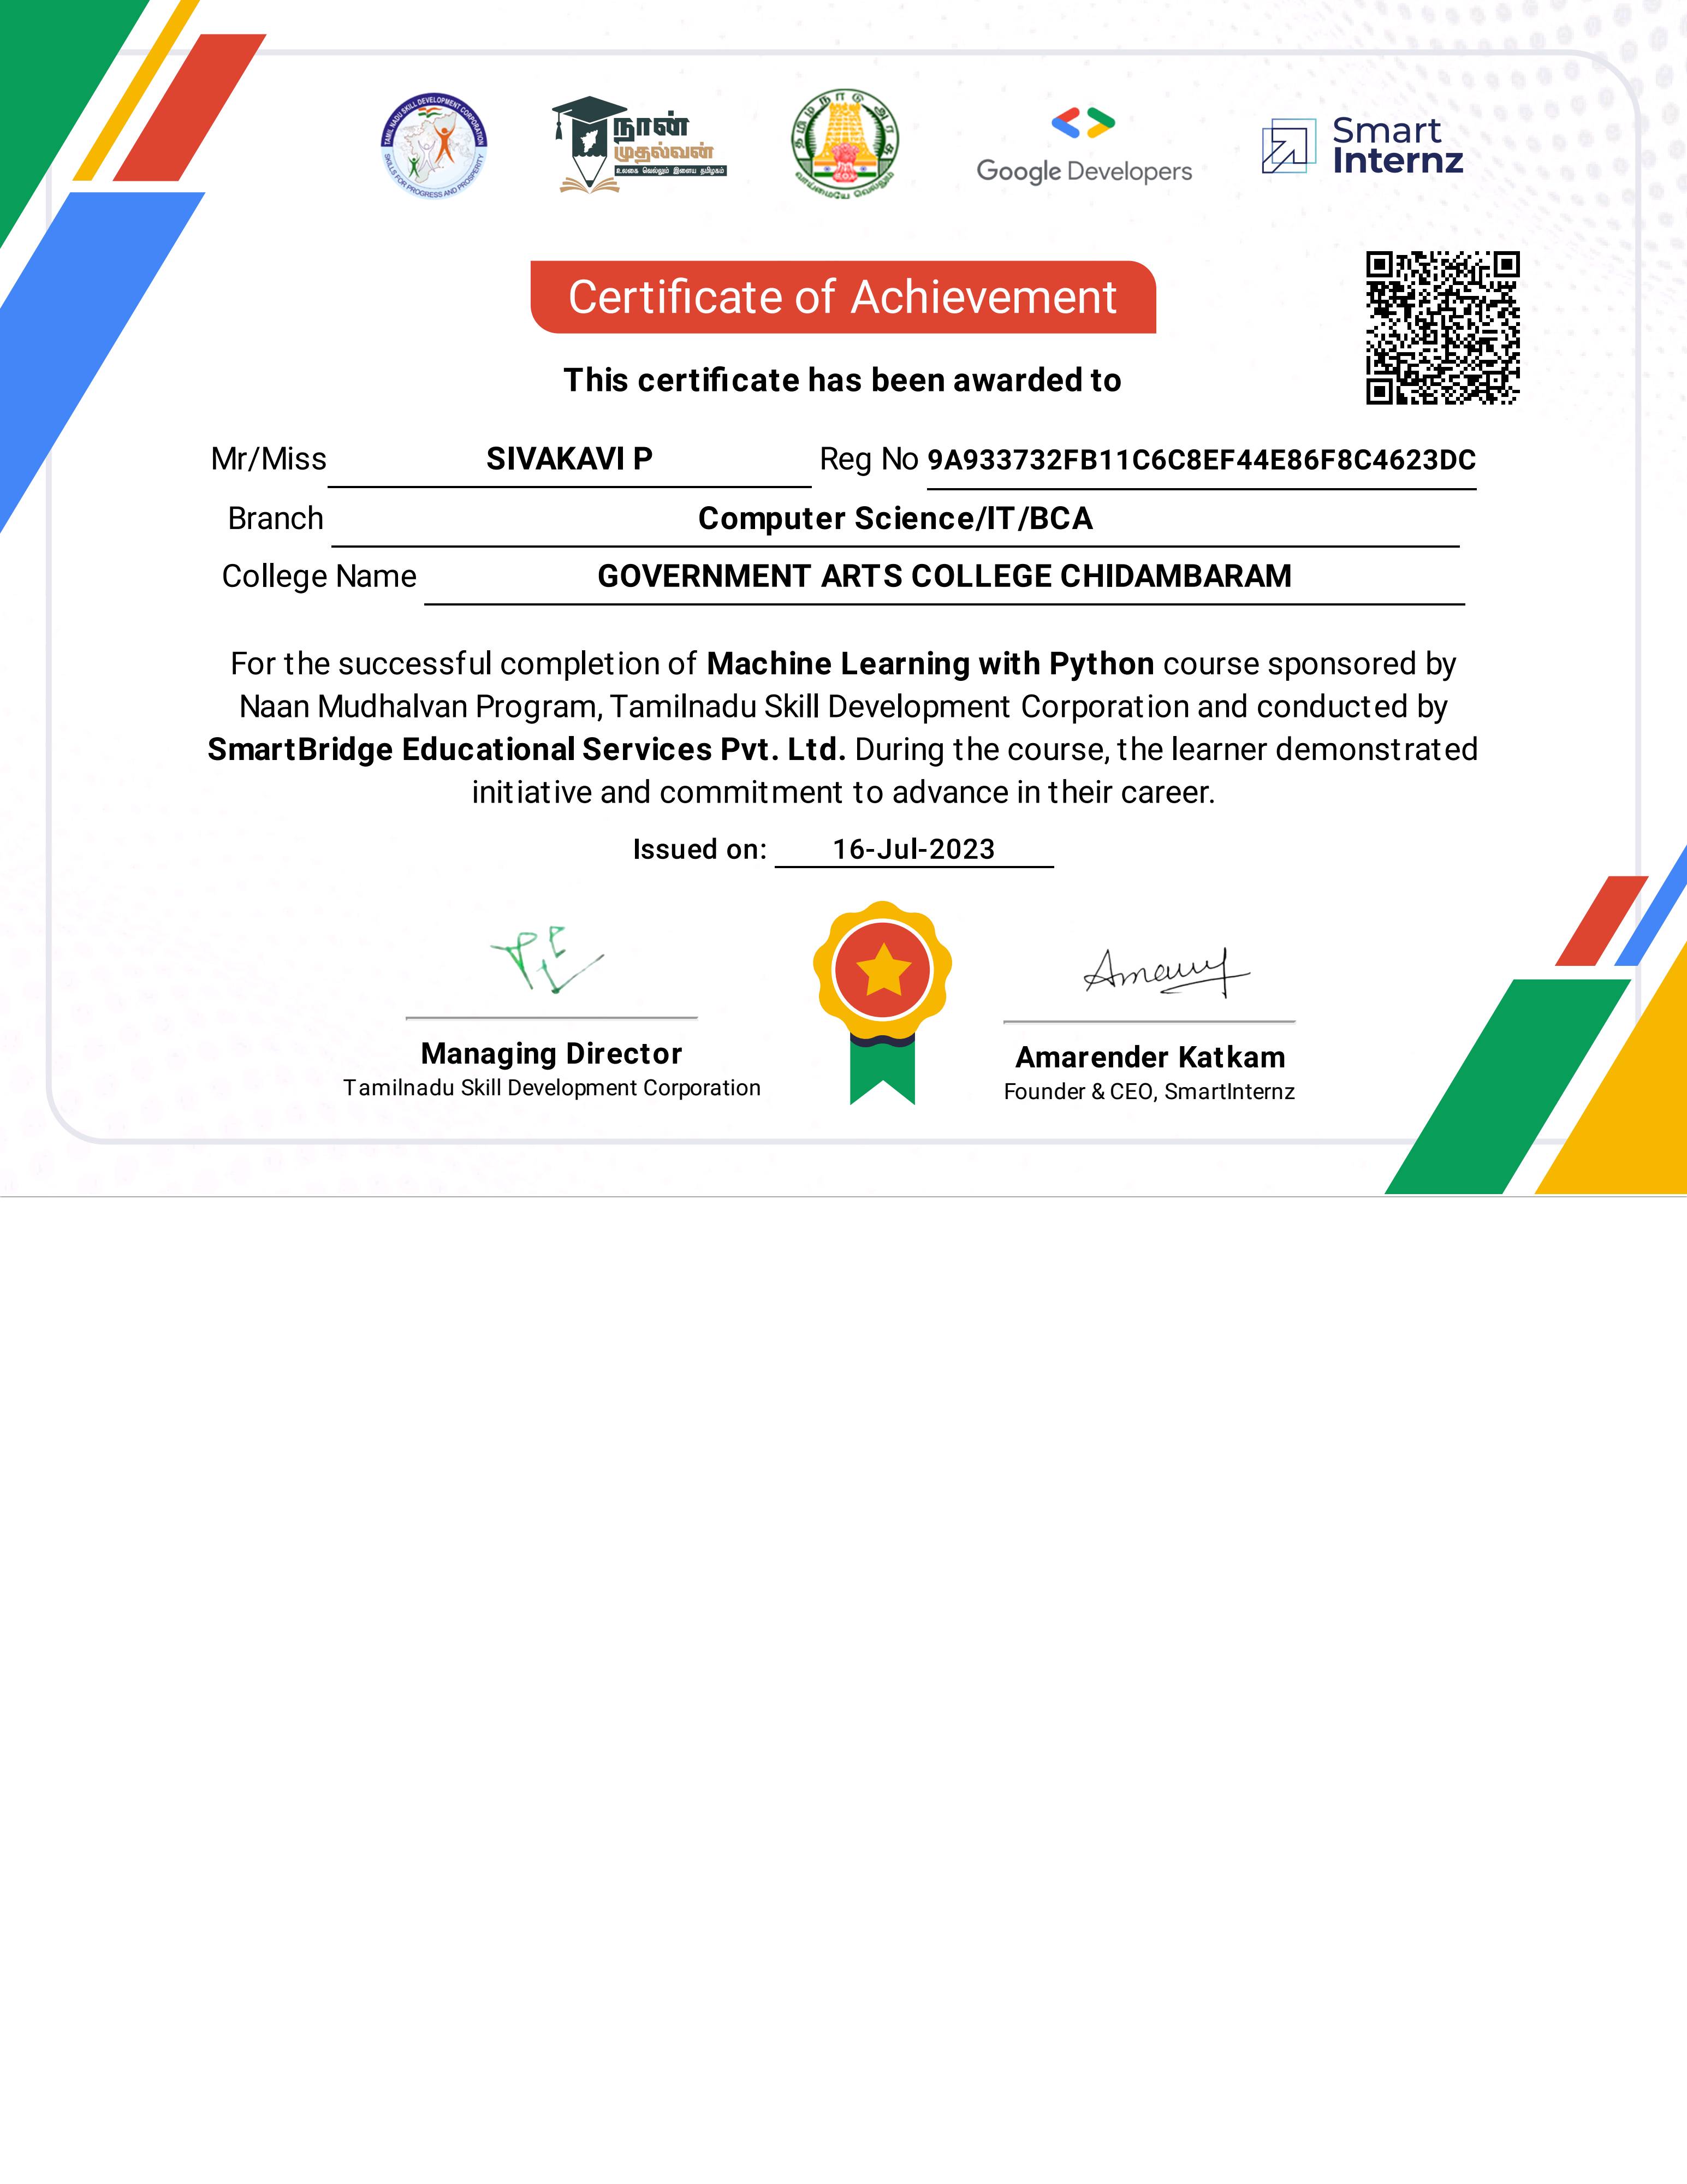 TAMIL NADU SKILL DEVELOPMENT CORPORATION
SKILLS FOR PROGRESS AND PROSPERITY
நான்
முதல்வன்
உலகை வெல்லும் இளைய தமிழகம்
தமிழ்நாடு அரசு
வாய்மையே வெல்லும்
Google Developers
Smart
Internz
Certificate of Achievement
This certificate has been awarded to
Mr/Miss SIVAKAVI P Reg No 9A933732FB11C6C8EF44E86F8C4623DC
Branch Computer Science/IT/BCA
College Name GOVERNMENT ARTS COLLEGE CHIDAMBARAM
For the successful completion of Machine Learning with Python course sponsored by
Naan Mudhalvan Program, Tamilnadu Skill Development Corporation and conducted by
SmartBridge Educational Services Pvt. Ltd. During the course, the learner demonstrated
initiative and commitment to advance in their career.
Issued on: 16-Jul-2023
Managing Director
Tamilnadu Skill Development Corporation
Amarender Katkam
Founder & CEO, SmartInternz